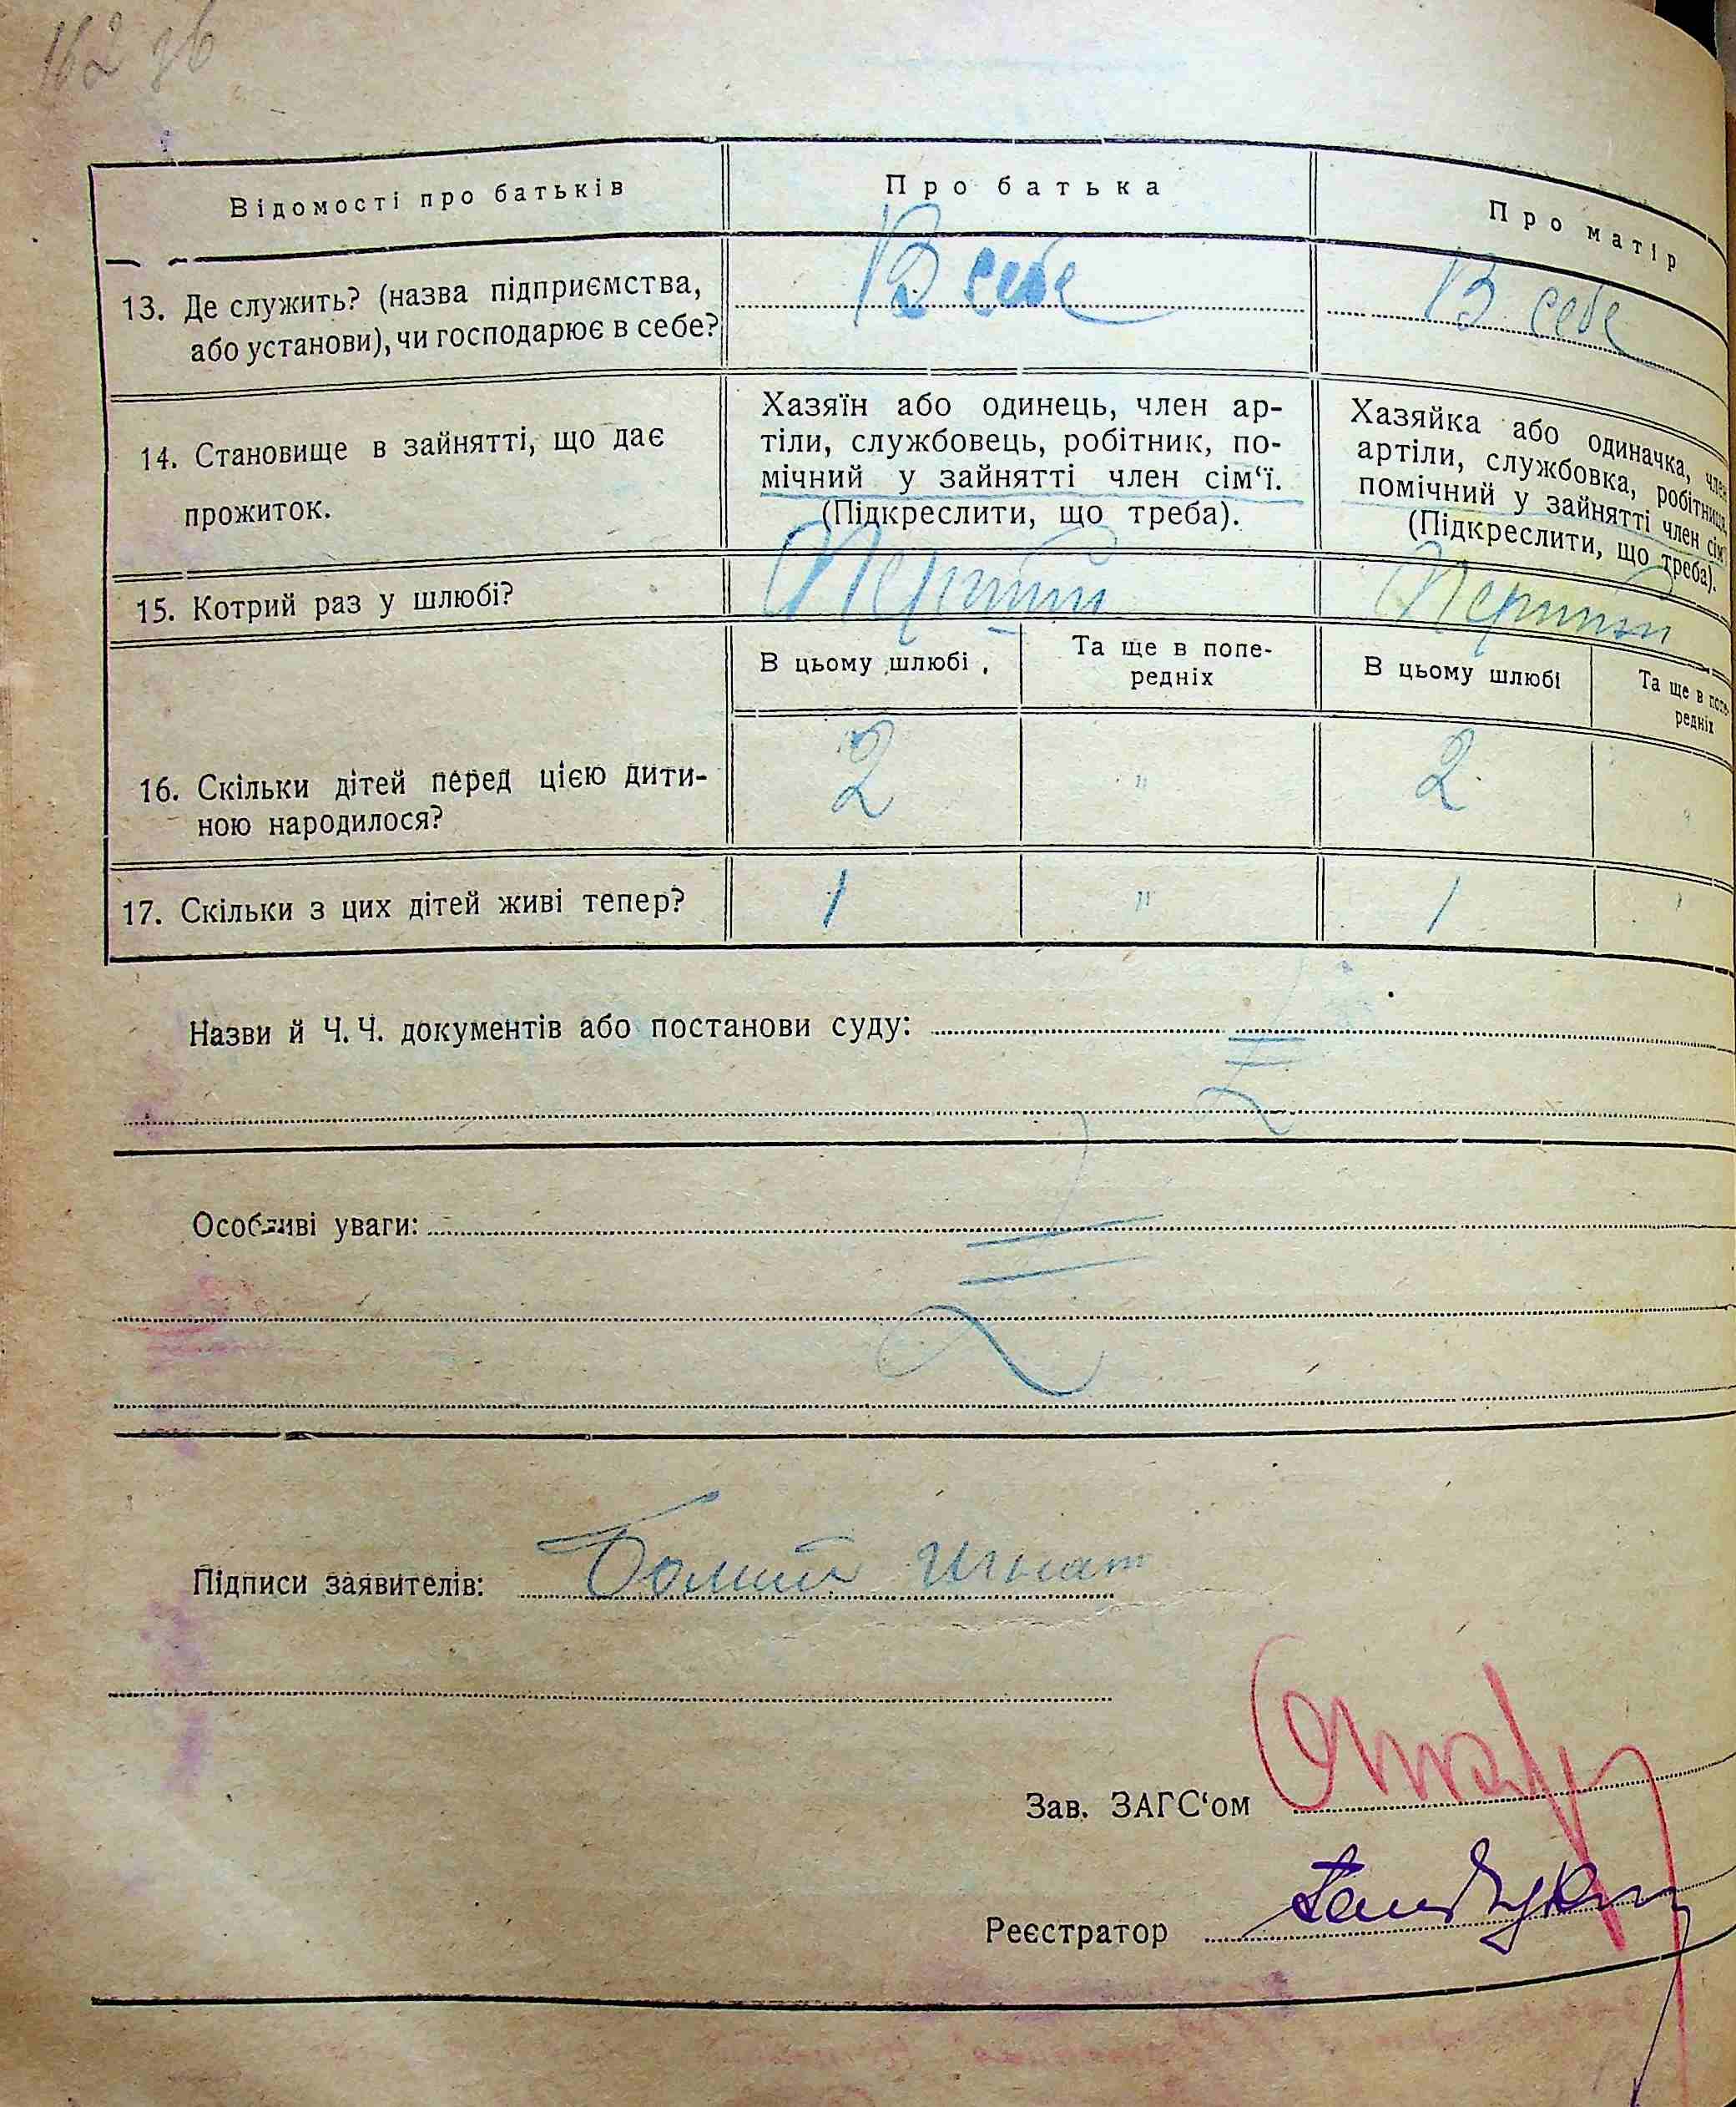 162 зв
Відомості про батьків
Про батька
Про матір
13. Де служить? (назва підприємства,
або установи), чи господарює в себе?
В себе
В себе
14. Становище в зайнятті, що дає
прожиток.
Хазяїн або одинець, член ар-
тіли, службовець, робітник, по-
мічний у зайнятті член сім‘ї.
(Підкреслити, що треба).
Хазяйка або одиначка, член
артіли, службовка, робітниця,
помічний у зайнятті член сім
(Підкреслити, що треба).
15. Котрий раз у шлюбі?
Перший
Перший
В цьому шлюбі
Та ще в попе-
редніх
В цьому шлюбі
Та ще в попе-
редніх
16. Скільки дітей перед цією дити-
ною народилося?
2
"
2
17. Скільки з цих дітей живі тепер?
1
"
1
Назви й Ч. Ч. документів або постанови суду:
Особливі уваги:
Підписи заявителів:
Игнат
Зав. ЗАГС‘ом
Реєстратор